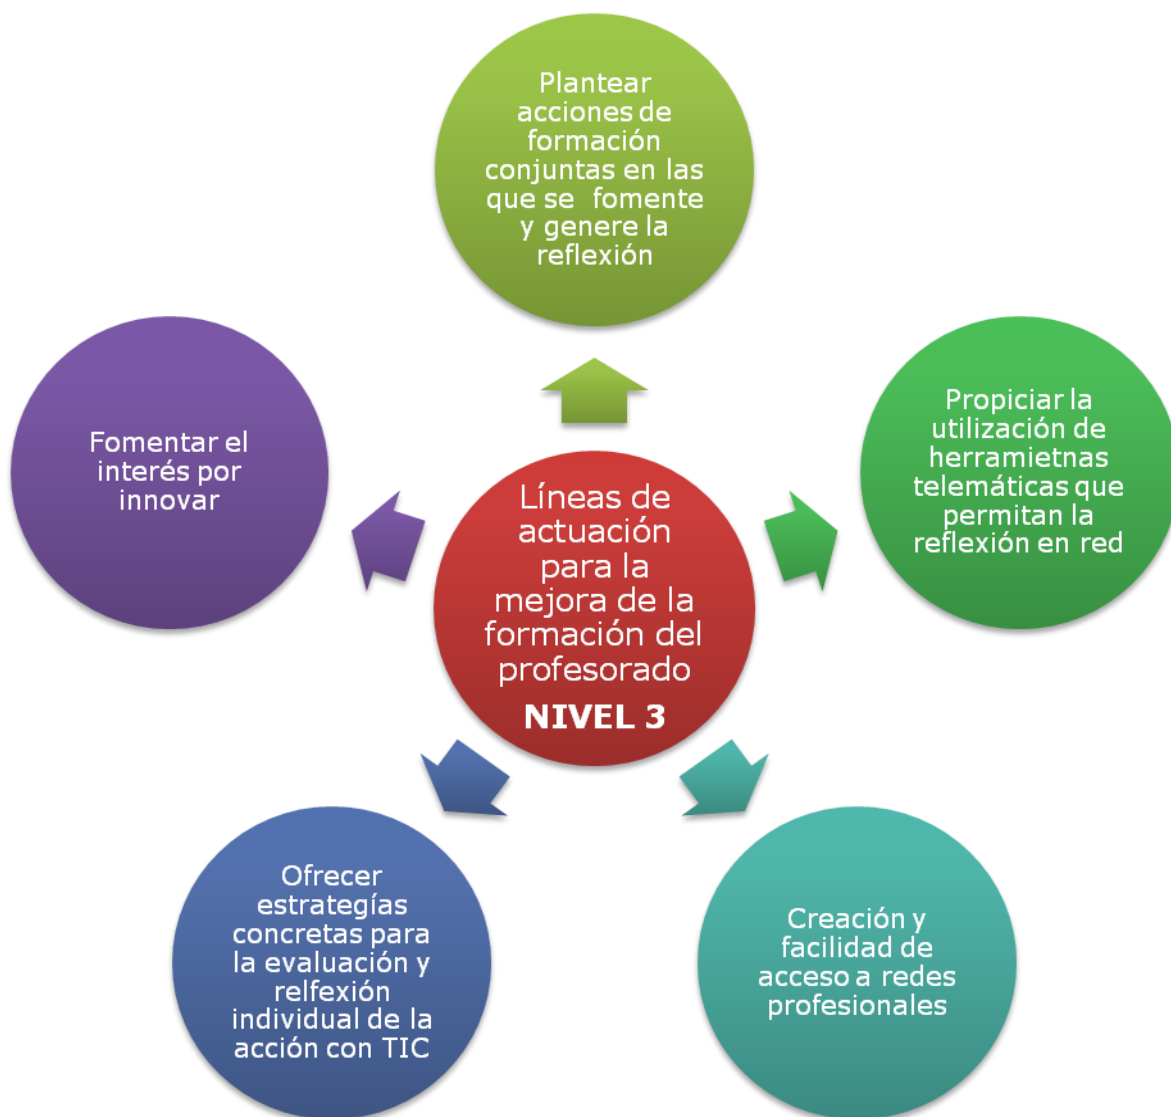 Plantear
acciones de
formación
conjuntas en las
que se fomente
y genere la
reflexión
Propiciar la
utilización de
herramietnas
telemáticas que
permitan la
reflexión en red
Fomentar el
interés por
innovar
Líneas de
actuación
para la
mejora de la
formación del
profesorado
NIVEL 3
Creación y
facilidad de
acceso a redes
profesionales
Ofrecer
estrategías
concretas para
la evaluación y
relfexión
individual de la
acción con TIC